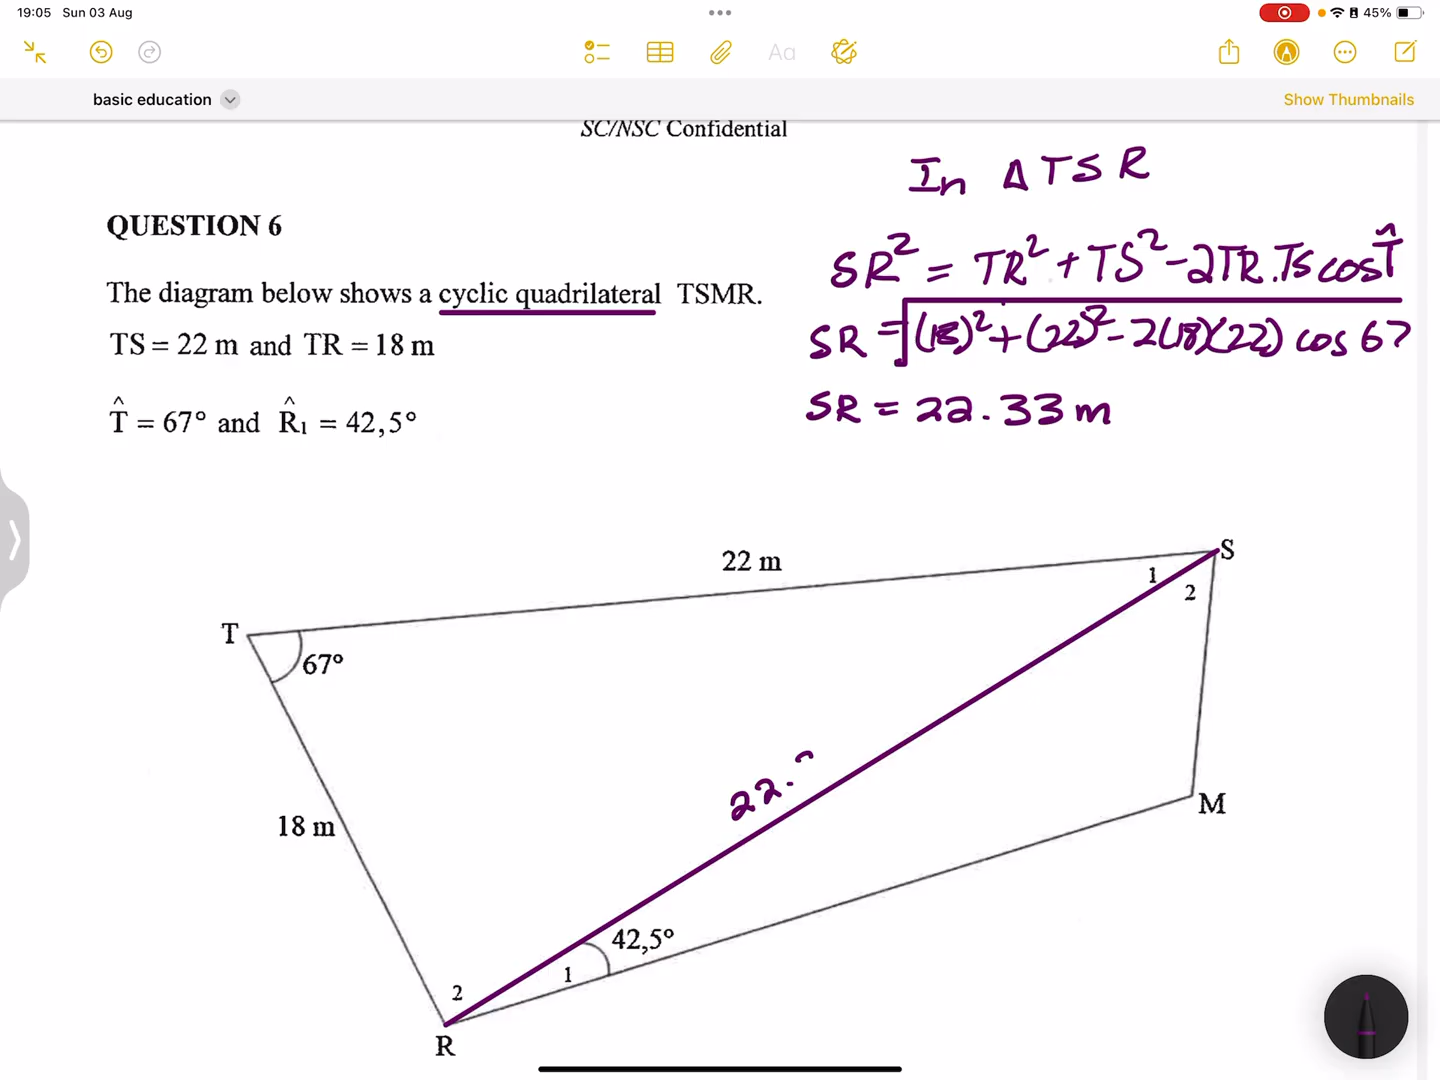 19:05 Sun 03 Aug
45%
Aa
basic education
Show Thumbnails
SC/NSC Confidential
In Δ TSR
QUESTION 6
SR² = TR² + TS² - 2TR.TS cos T̂
The diagram below shows a cyclic quadrilateral TSMR.
SR = √(18)² + (22)² - 2(18)(22) cos 67
TS = 22 m and TR = 18 m
SR = 22.33 m
T̂ = 67° and R̂₁ = 42,5°
22 m
S
1
2
T
67°
22.
M
18 m
42,5°
1
2
R